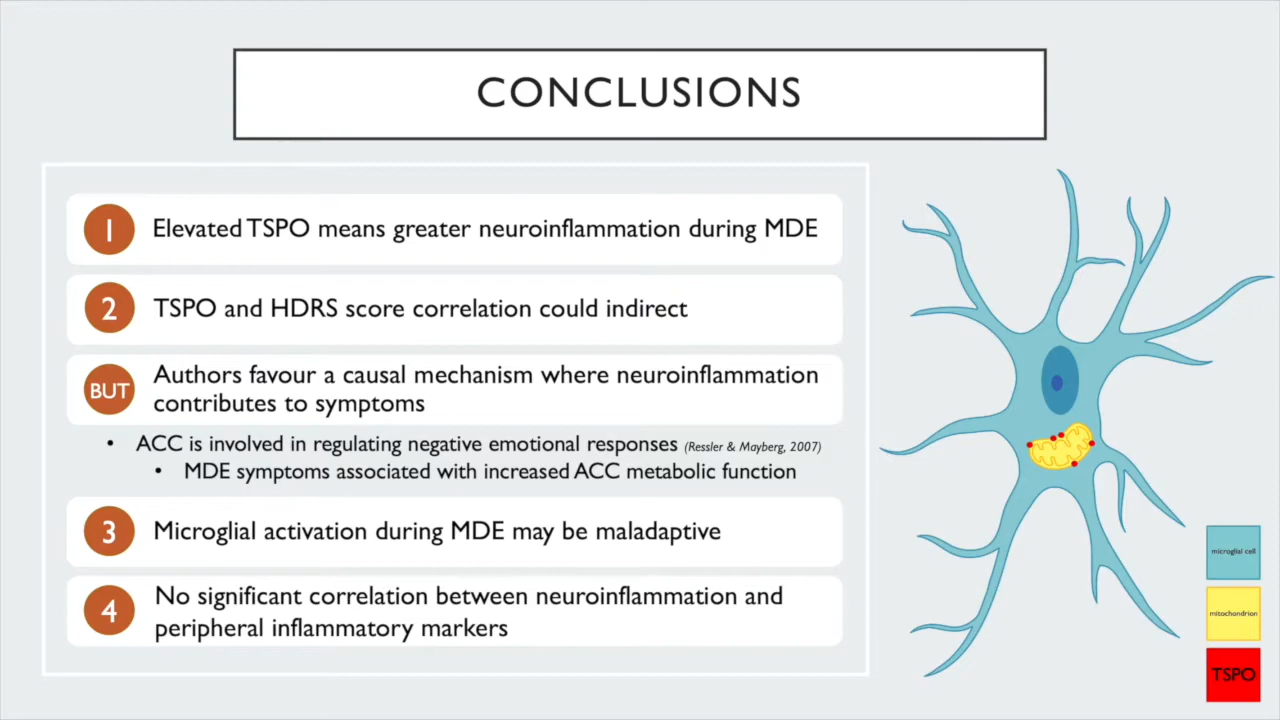 CONCLUSIONS
1 Elevated TSPO means greater neuroinflammation during MDE
2 TSPO and HDRS score correlation could indirect
BUT Authors favour a causal mechanism where neuroinflammation
contributes to symptoms
• ACC is involved in regulating negative emotional responses (Ressler & Mayberg, 2007)
• MDE symptoms associated with increased ACC metabolic function
3 Microglial activation during MDE may be maladaptive
4 No significant correlation between neuroinflammation and
peripheral inflammatory markers
microglial cell
mitochondrion
TSPO